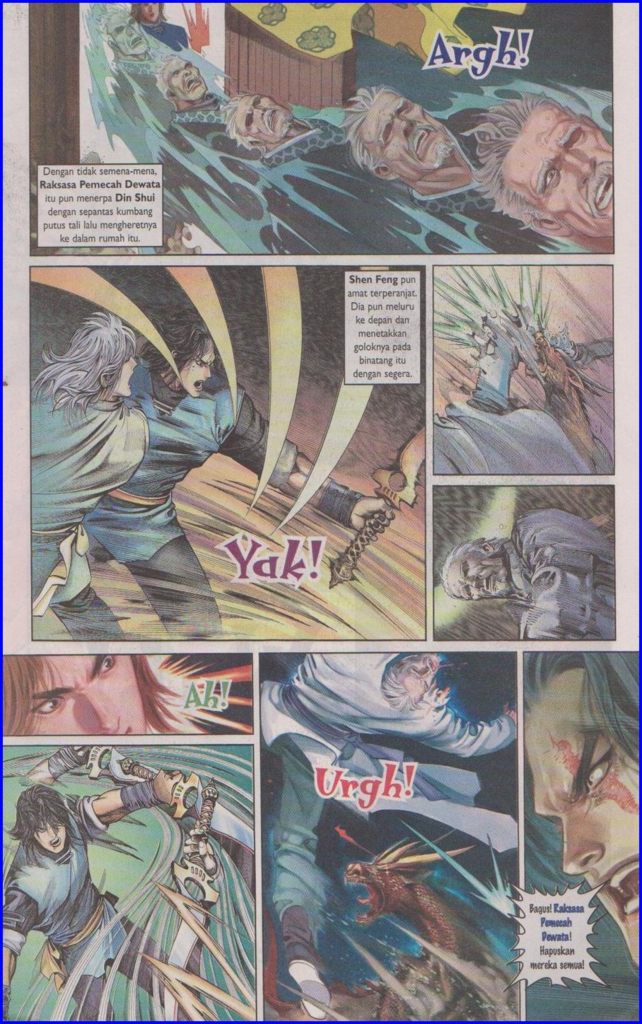 Argh!
Dengan tidak semena-mena,
Raksasa Pemecah Dewata
itu pun menerpa Din Shui
dengan sepantas kumbang
putus tali lalu mengheretnya
ke dalam rumah itu.
Shen Feng pun
amat terperanjat.
Dia pun meluru
ke depan dan
menetakkan
goloknya pada
binatang itu
dengan segera.
Yak!
Ah!
Urgh!
Bagus! Raksasa
Pemecah
Dewata!
Hapuskan
mereka semua!